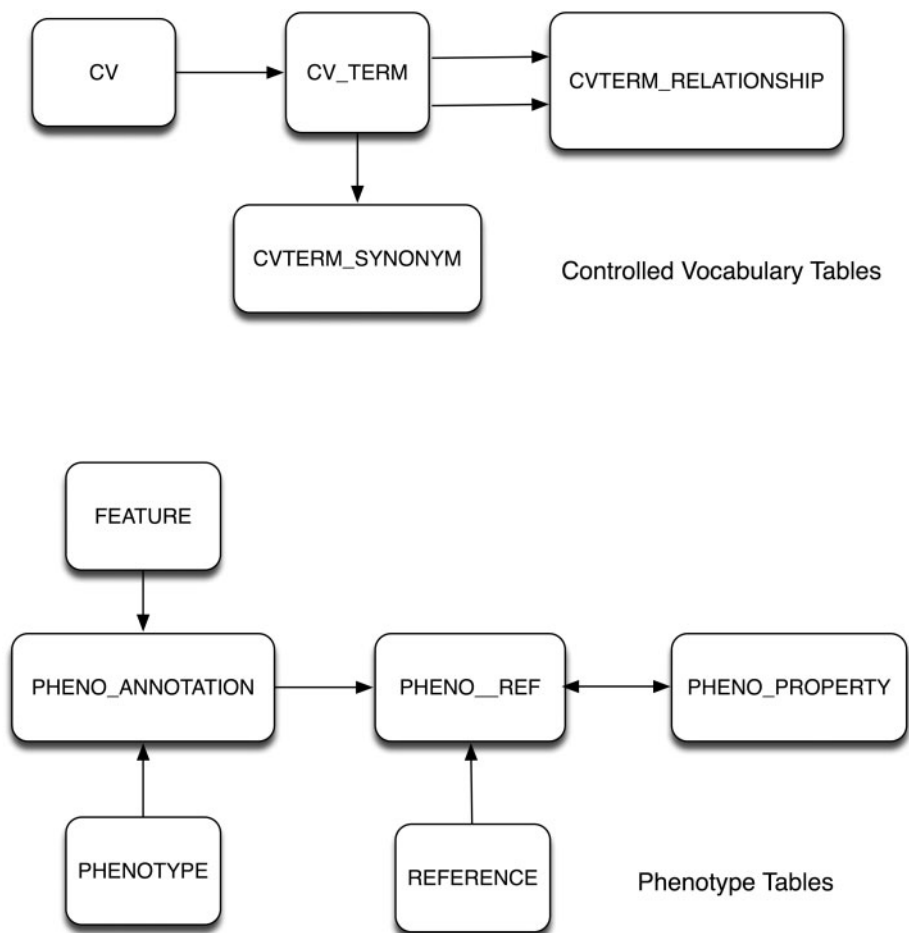 CV
CV_TERM
CVTERM_RELATIONSHIP
CVTERM_SYNONYM
Controlled Vocabulary Tables
FEATURE
PHENO_ANNOTATION
PHENO__REF
PHENO_PROPERTY
PHENOTYPE
REFERENCE
Phenotype Tables